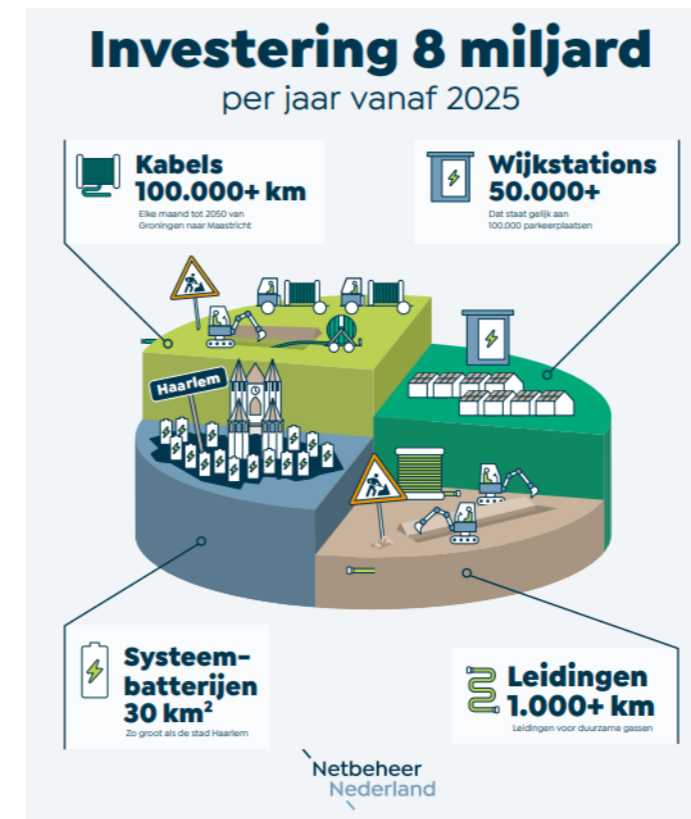 Investering 8 miljard
per jaar vanaf 2025
Kabels
100.000+ km
Elke maand tot 2050 van
Groningen naar Maastricht
Wijkstations
50.000+
Dat staat gelijk aan
100.000 parkeerplaatsen
Haarlem
Systeem-
batterijen
30 km²
Zo groot als de stad Haarlem
Leidingen
1.000+ km
Leidingen voor duurzame gassen
Netbeheer
Nederland